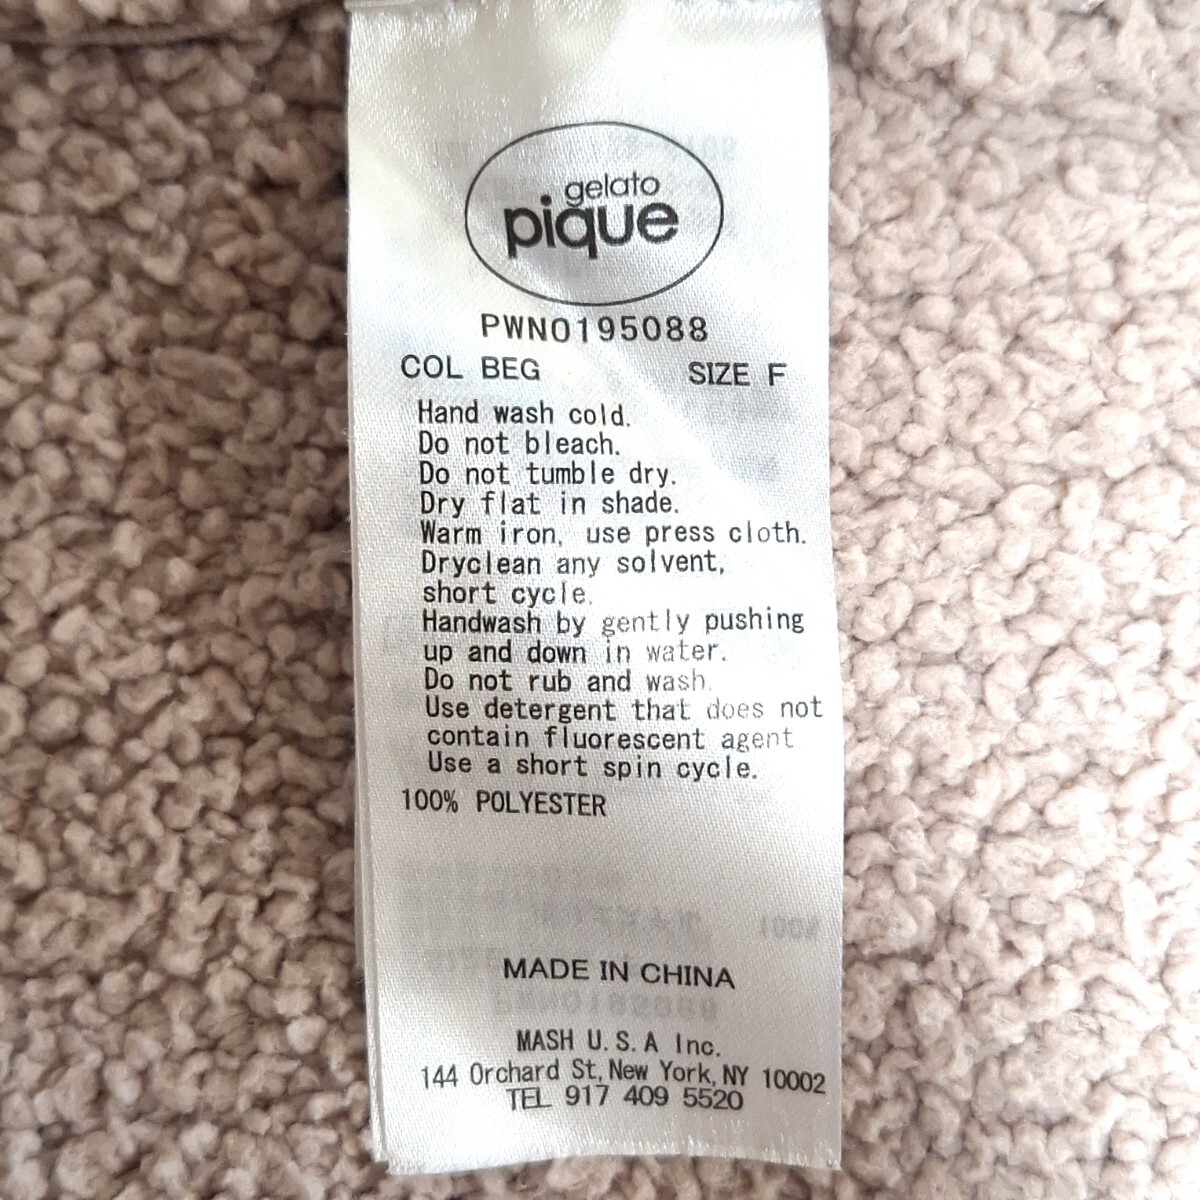 gelato
pique
PWNO195088
COL BEG SIZE F
Hand wash cold.
Do not bleach.
Do not tumble dry.
Dry flat in shade.
Warm iron, use press cloth.
Dryclean any solvent,
short cycle.
Handwash by gently pushing
up and down in water.
Do not rub and wash.
Use detergent that does not
contain fluorescent agent
Use a short spin cycle.
100% POLYESTER
MADE IN CHINA
MASH U.S.A Inc.
144 Orchard St, New York, NY 10002
TEL 917 409 5520